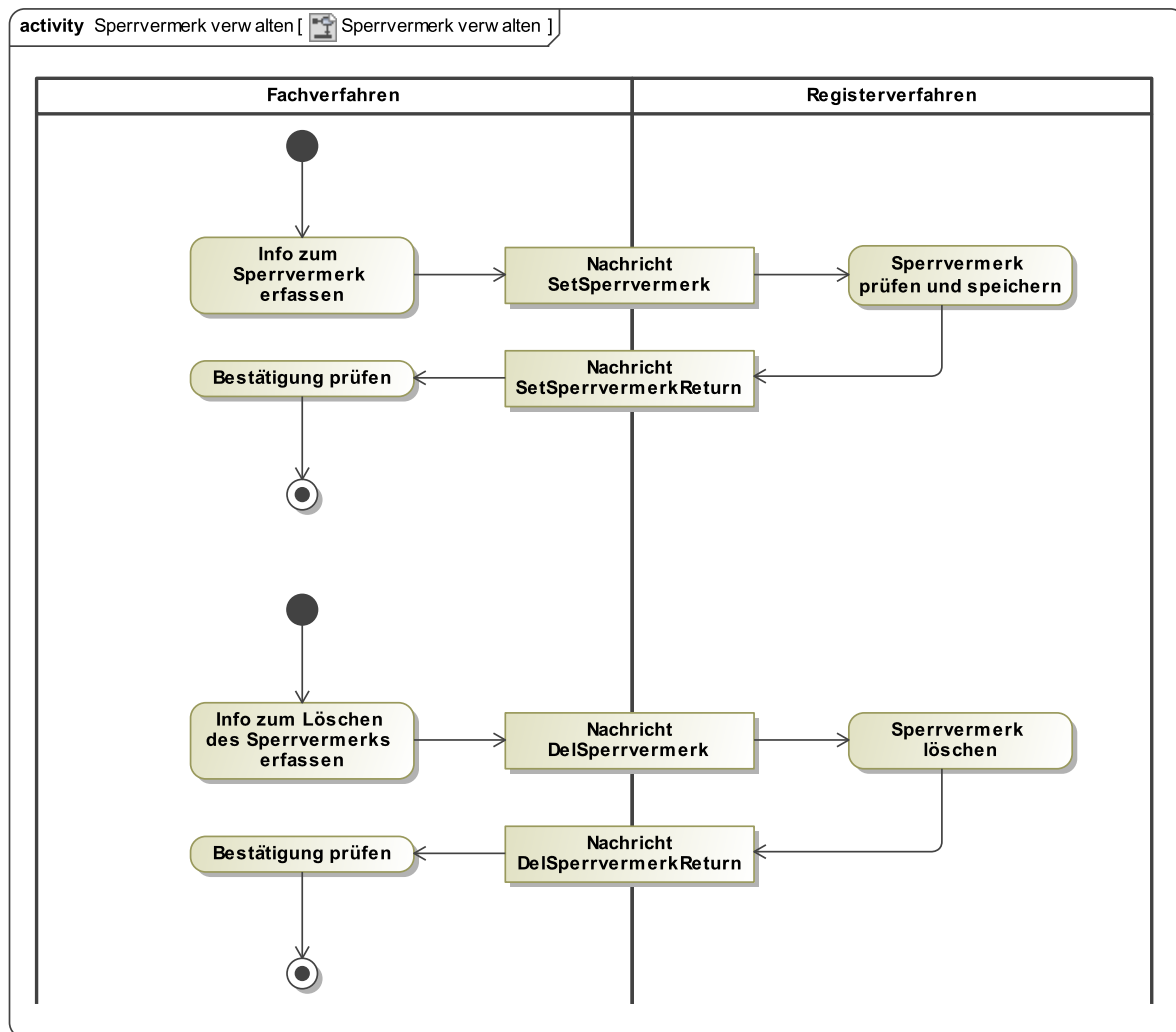 activity Sperrvermerk verwalten [ Sperrvermerk verwalten ]
Fachverfahren
Registerverfahren
Info zum
Sperrvermerk
erfassen
Nachricht
SetSperrvermerk
Sperrvermerk
prüfen und speichern
Bestätigung prüfen
Nachricht
SetSperrvermerkReturn
Info zum Löschen
des Sperrvermerks
erfassen
Nachricht
DelSperrvermerk
Sperrvermerk
löschen
Bestätigung prüfen
Nachricht
DelSperrvermerkReturn